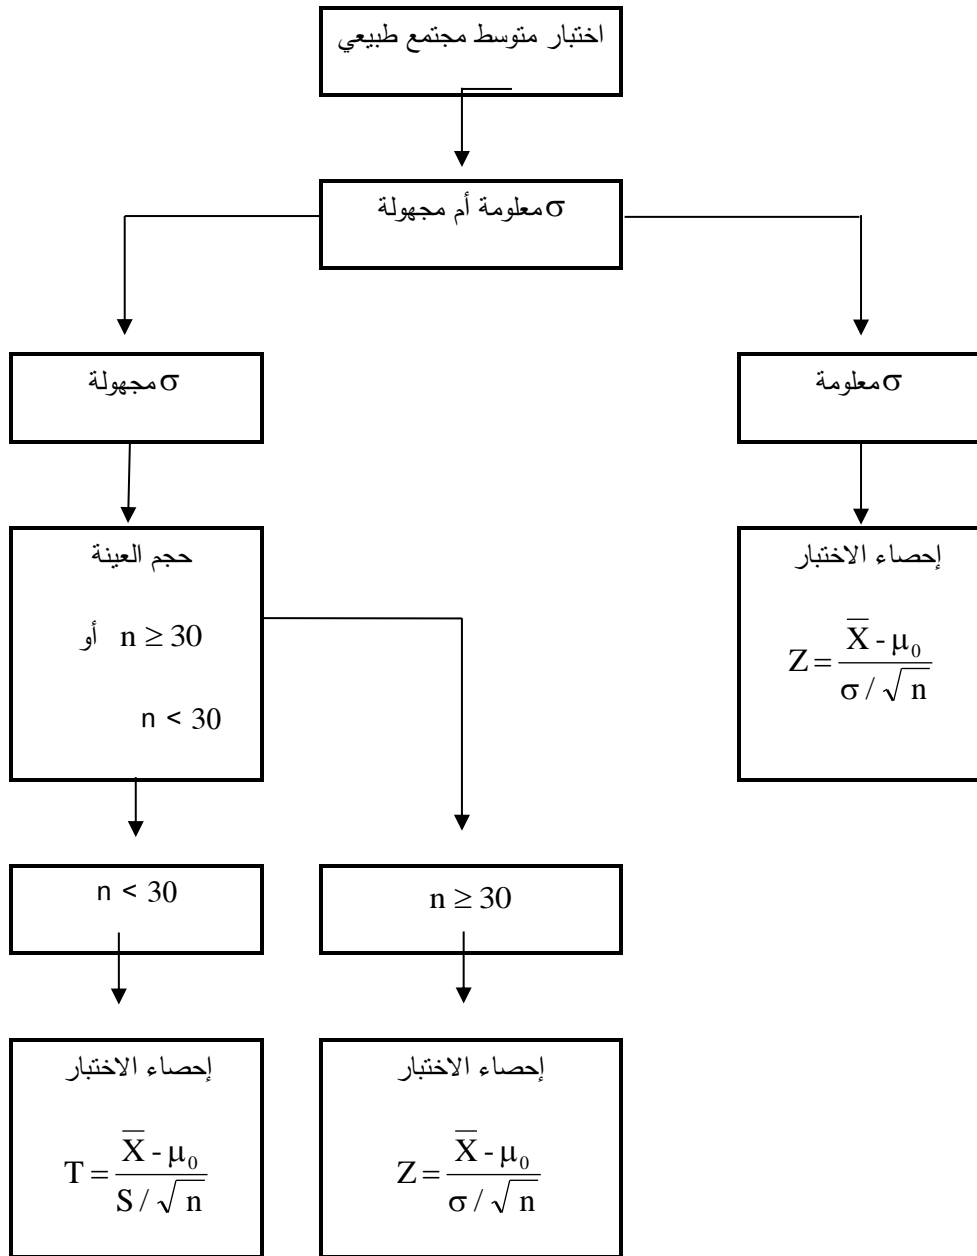 اختبار متوسط مجتمع طبيعي
σ معلومة أم مجهولة
σ مجهولة
σ معلومة
حجم العينة
n ≥ 30 أو
n < 30
إحصاء الاختبار
Z = (X̅ - μ₀) / (σ / √n)
n < 30
n ≥ 30
إحصاء الاختبار
T = (X̅ - μ₀) / (S / √n)
إحصاء الاختبار
Z = (X̅ - μ₀) / (σ / √n)